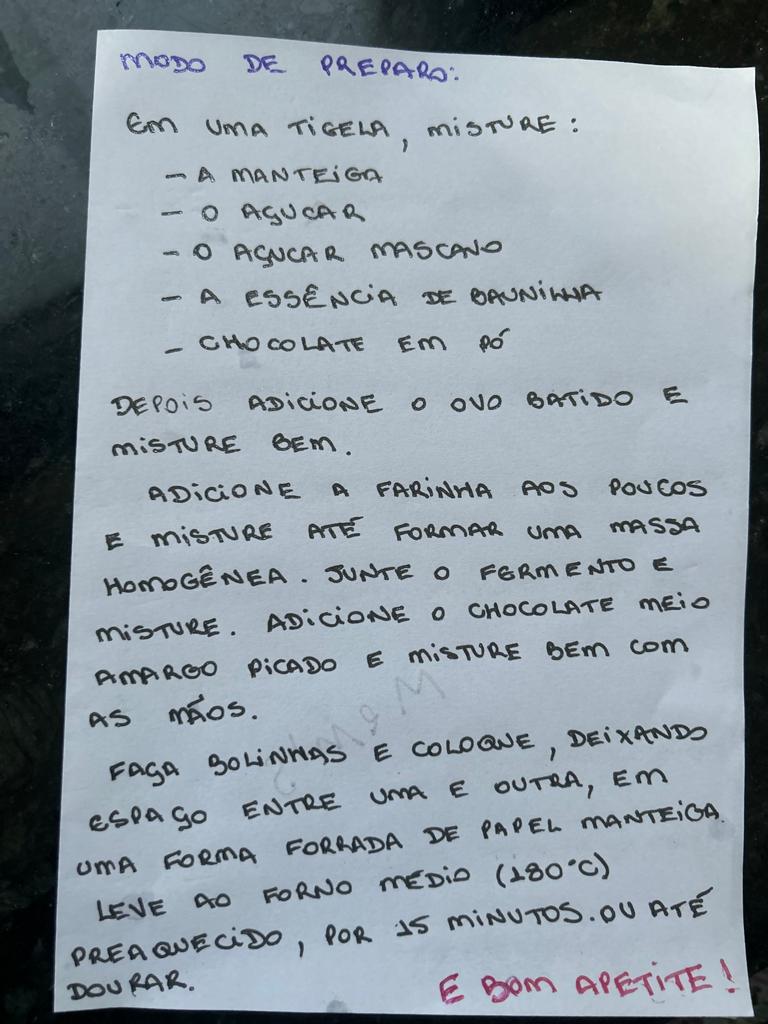 MODO DE PREPARO:
EM UMA TIGELA, MISTURE:
- A MANTEIGA
- O AÇUCAR
- O AÇUCAR MASCAVO
- A ESSÊNCIA DE BAUNILHA
- CHOCOLATE EM PÓ
DEPOIS ADICIONE O OVO BATIDO E
MISTURE BEM.
ADICIONE A FARINHA AOS POUCOS
E MISTURE ATÉ FORMAR UMA MASSA
HOMOGÊNEA. JUNTE O FERMENTO E
MISTURE. ADICIONE O CHOCOLATE MEIO
AMARGO PICADO E MISTURE BEM COM
AS MÃOS.
FAÇA BOLINHAS E COLOQUE, DEIXANDO
ESPAÇO ENTRE UMA E OUTRA, EM
UMA FORMA FORRADA DE PAPEL MANTEIGA.
LEVE AO FORNO MÉDIO (180°C)
PREAQUECIDO, POR 15 MINUTOS. OU ATÉ
DOURAR.
E BOM APETITE!